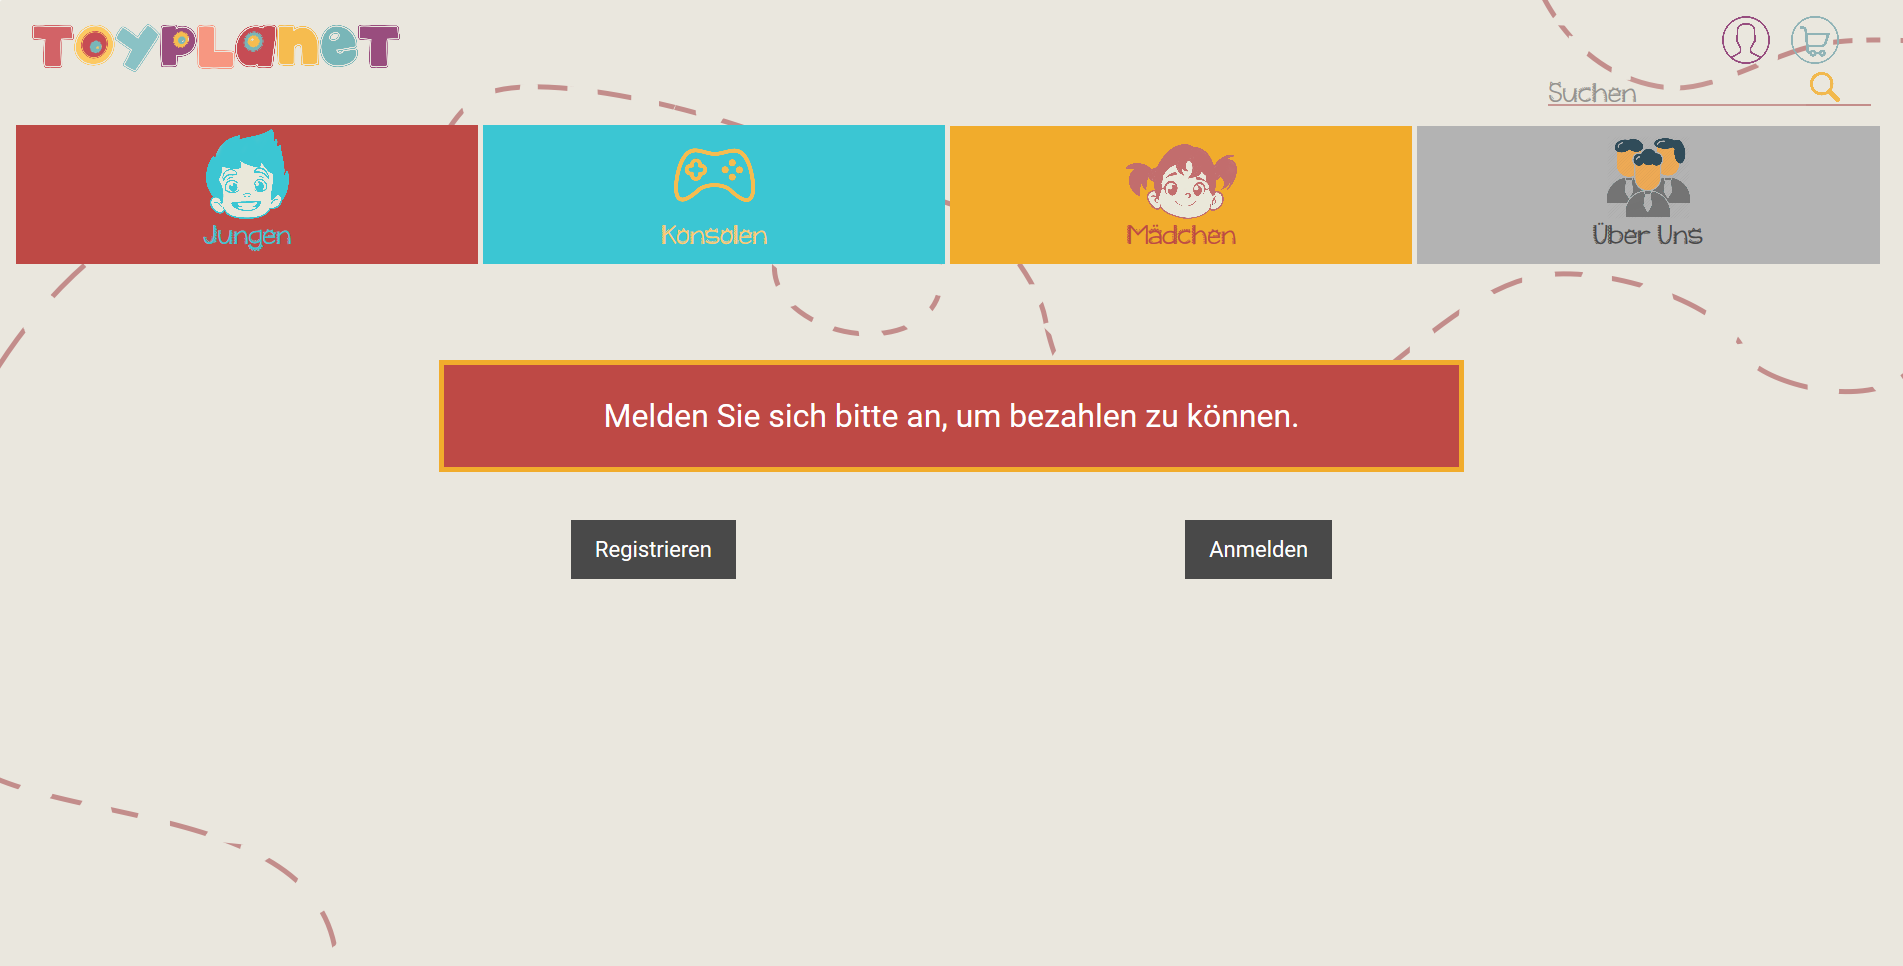 Toyplanet
Suchen
Jungen
Konsolen
Mädchen
Über Uns
Melden Sie sich bitte an, um bezahlen zu können.
Registrieren
Anmelden